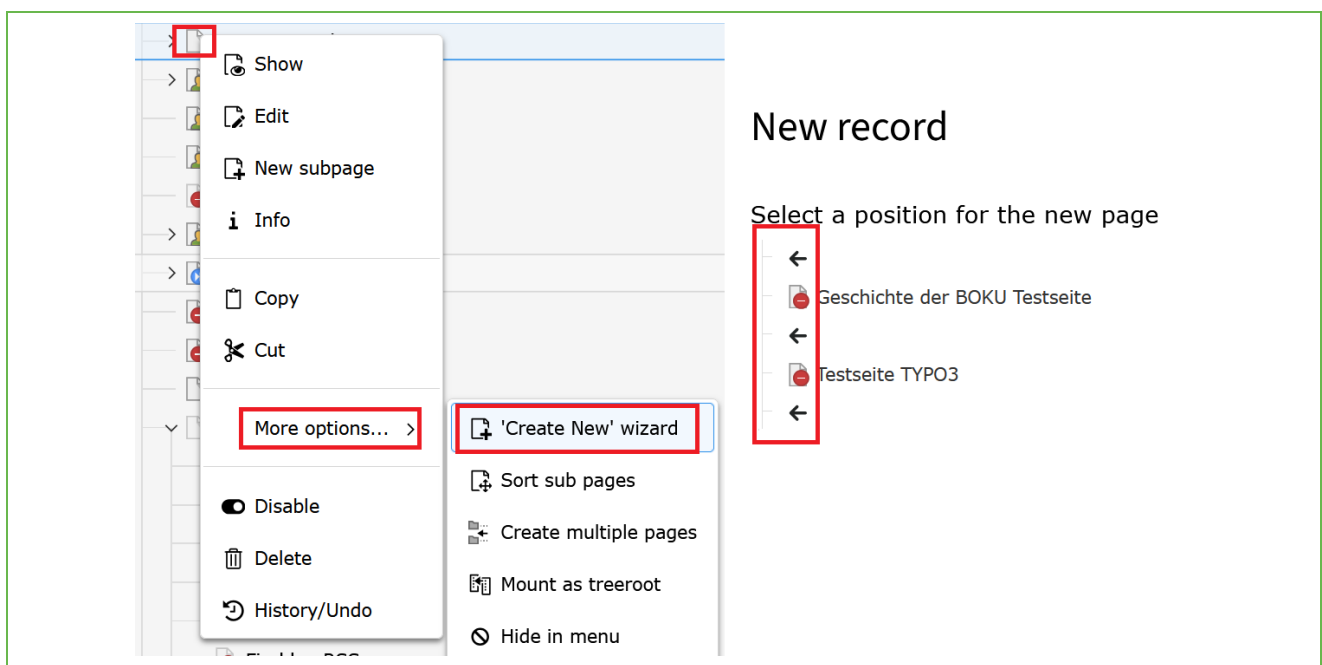 Show
Edit
New subpage
Info
Copy
Cut
More options...
Disable
Delete
History/Undo
'Create New' wizard
Sort sub pages
Create multiple pages
Mount as treeroot
Hide in menu
New record
Select a position for the new page
Geschichte der BOKU Testseite
Testseite TYPO3